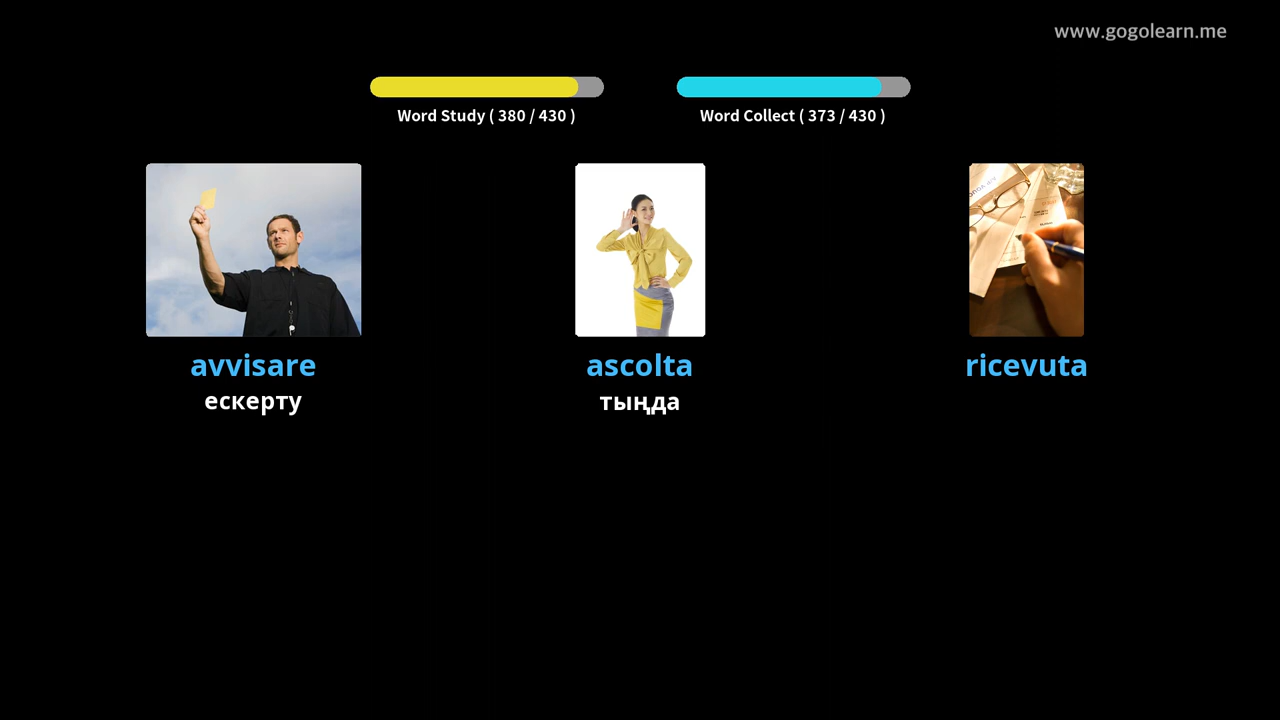 www.gogolearn.me
Word Study ( 380 / 430 )
Word Collect ( 373 / 430 )
avvisare
ескерту
ascolta
тыңда
ricevuta